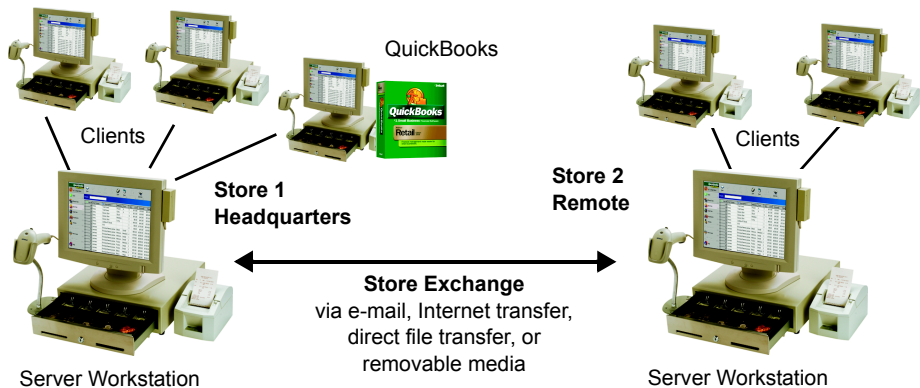 QuickBooks
Clients
QuickBooks
Retail
Store 1
Headquarters
Clients
Store 2
Remote
Store Exchange
via e-mail, Internet transfer,
direct file transfer, or
removable media
Server Workstation
Server Workstation